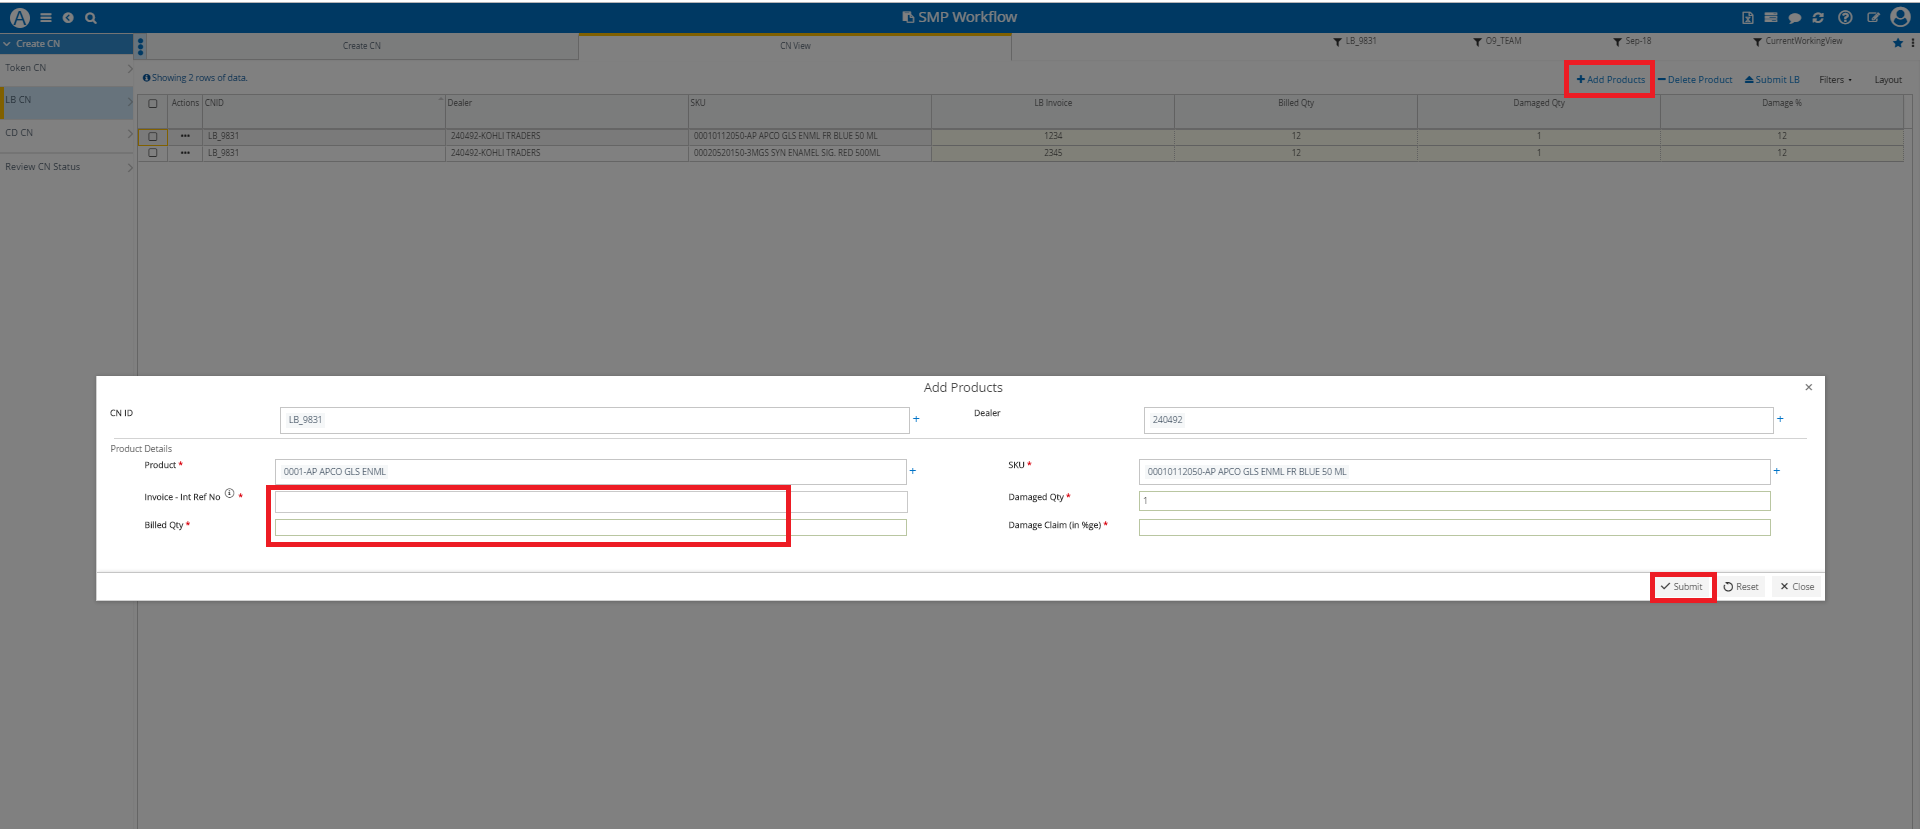 SMP Workflow
Create CN
Create CN
CN View
LB_9831
O9_TEAM
Sep-18
CurrentWorkingView
Token CN
LB CN
CD CN
Review CN Status
Showing 2 rows of data.
Add Products
Delete Product
Submit LB
Filters
Layout
Actions CNID Dealer SKU LB Invoice Billed Qty Damaged Qty Damage %
LB_9831 240492-KOHLI TRADERS 00010112050-AP APCO GLS ENML FR BLUE 50 ML 1234 12 1 12
LB_9831 240492-KOHLI TRADERS 00020520150-3MGS SYN ENAMEL SIG. RED 500ML 2345 12 1 12
Add Products ×
CN ID LB_9831 + Dealer 240492 +
Product Details
Product * 0001-AP APCO GLS ENML + SKU * 00010112050-AP APCO GLS ENML FR BLUE 50 ML +
Invoice - Int Ref No * Damaged Qty * 1
Billed Qty * Damage Claim (in %ge) *
Submit Reset Close